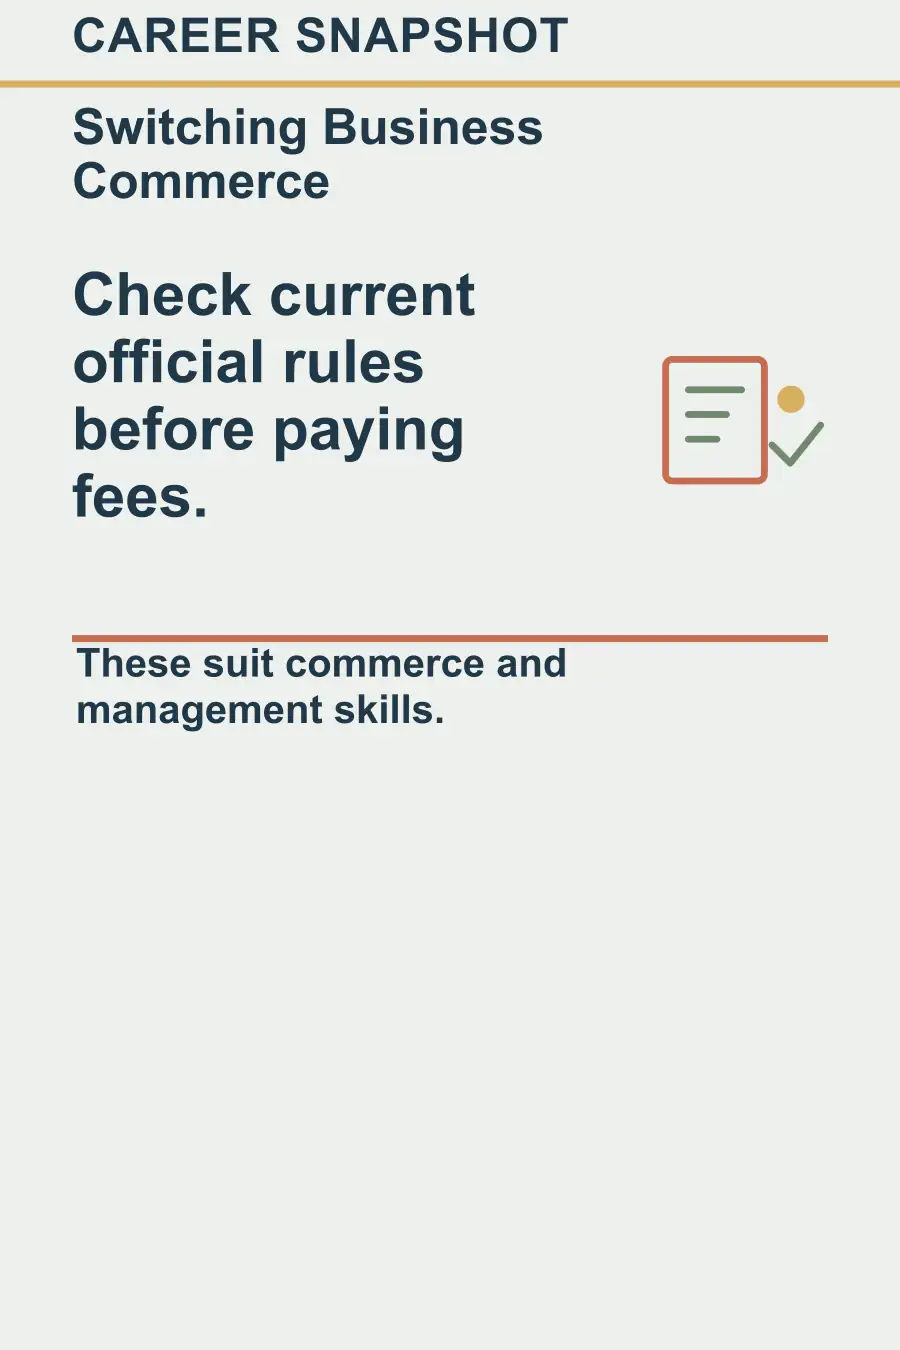 CAREER SNAPSHOT
Switching Business
Commerce
Check current
official rules
before paying
fees.
These suit commerce and
management skills.